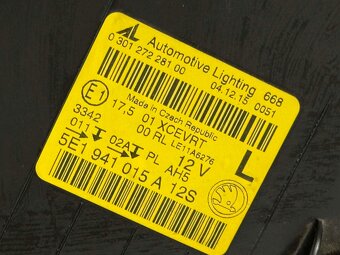 AL Automotive Lighting 668
0 301 272 281 00 04.12.15 0051
Made in Czech Republic
E1 17.5 01 XCEVRT
3342 00 RL LE11A6276
011 02A PL 12 V
AH5 L
5E1 941 015 A 12S